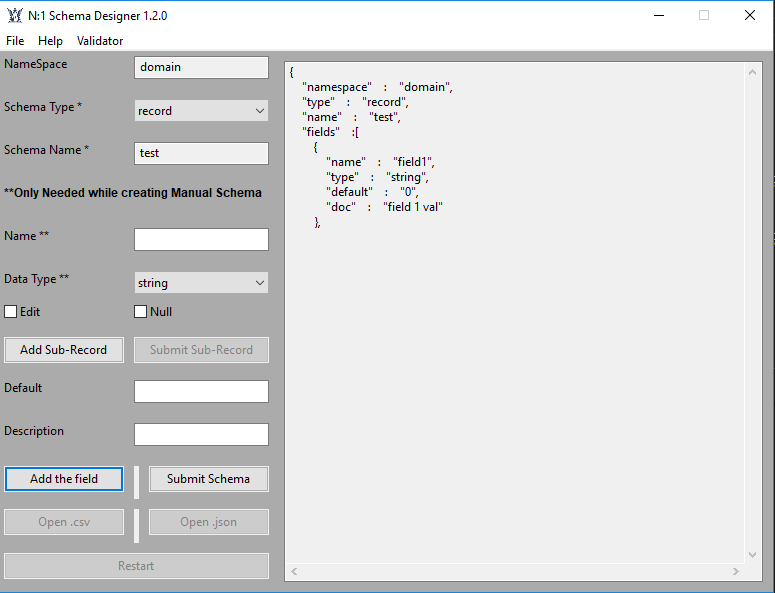 N:1 Schema Designer 1.2.0
File Help Validator
NameSpace domain
Schema Type * record
Schema Name * test
**Only Needed while creating Manual Schema
Name **
Data Type ** string
Edit Null
Add Sub-Record Submit Sub-Record
Default
Description
Add the field Submit Schema
Open .csv Open .json
Restart
{
"namespace" : "domain",
"type" : "record",
"name" : "test",
"fields" :[
{
"name" : "field1",
"type" : "string",
"default" : "0",
"doc" : "field 1 val"
},